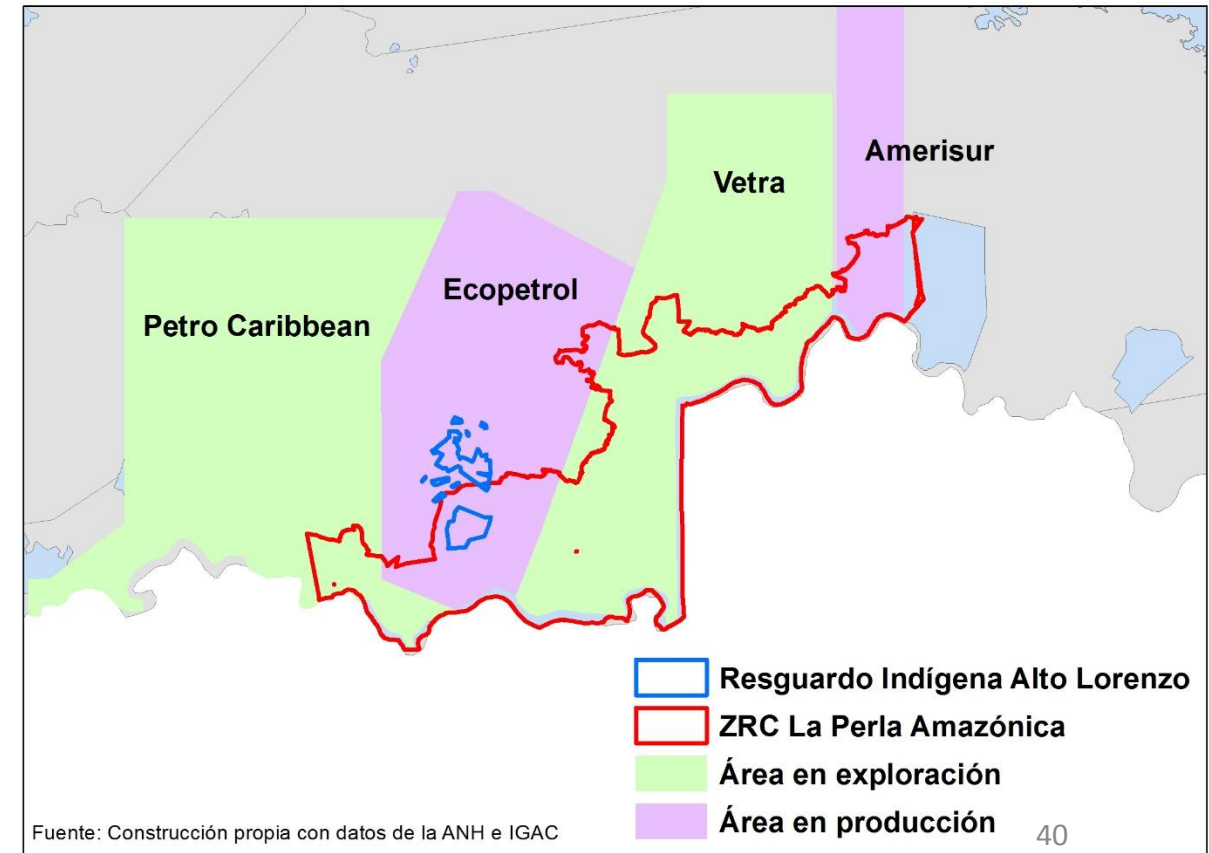 Amerisur
Vetra
Ecopetrol
Petro Caribbean
Resguardo Indígena Alto Lorenzo
ZRC La Perla Amazónica
Área en exploración
Área en producción
Fuente: Construcción propia con datos de la ANH e IGAC
40